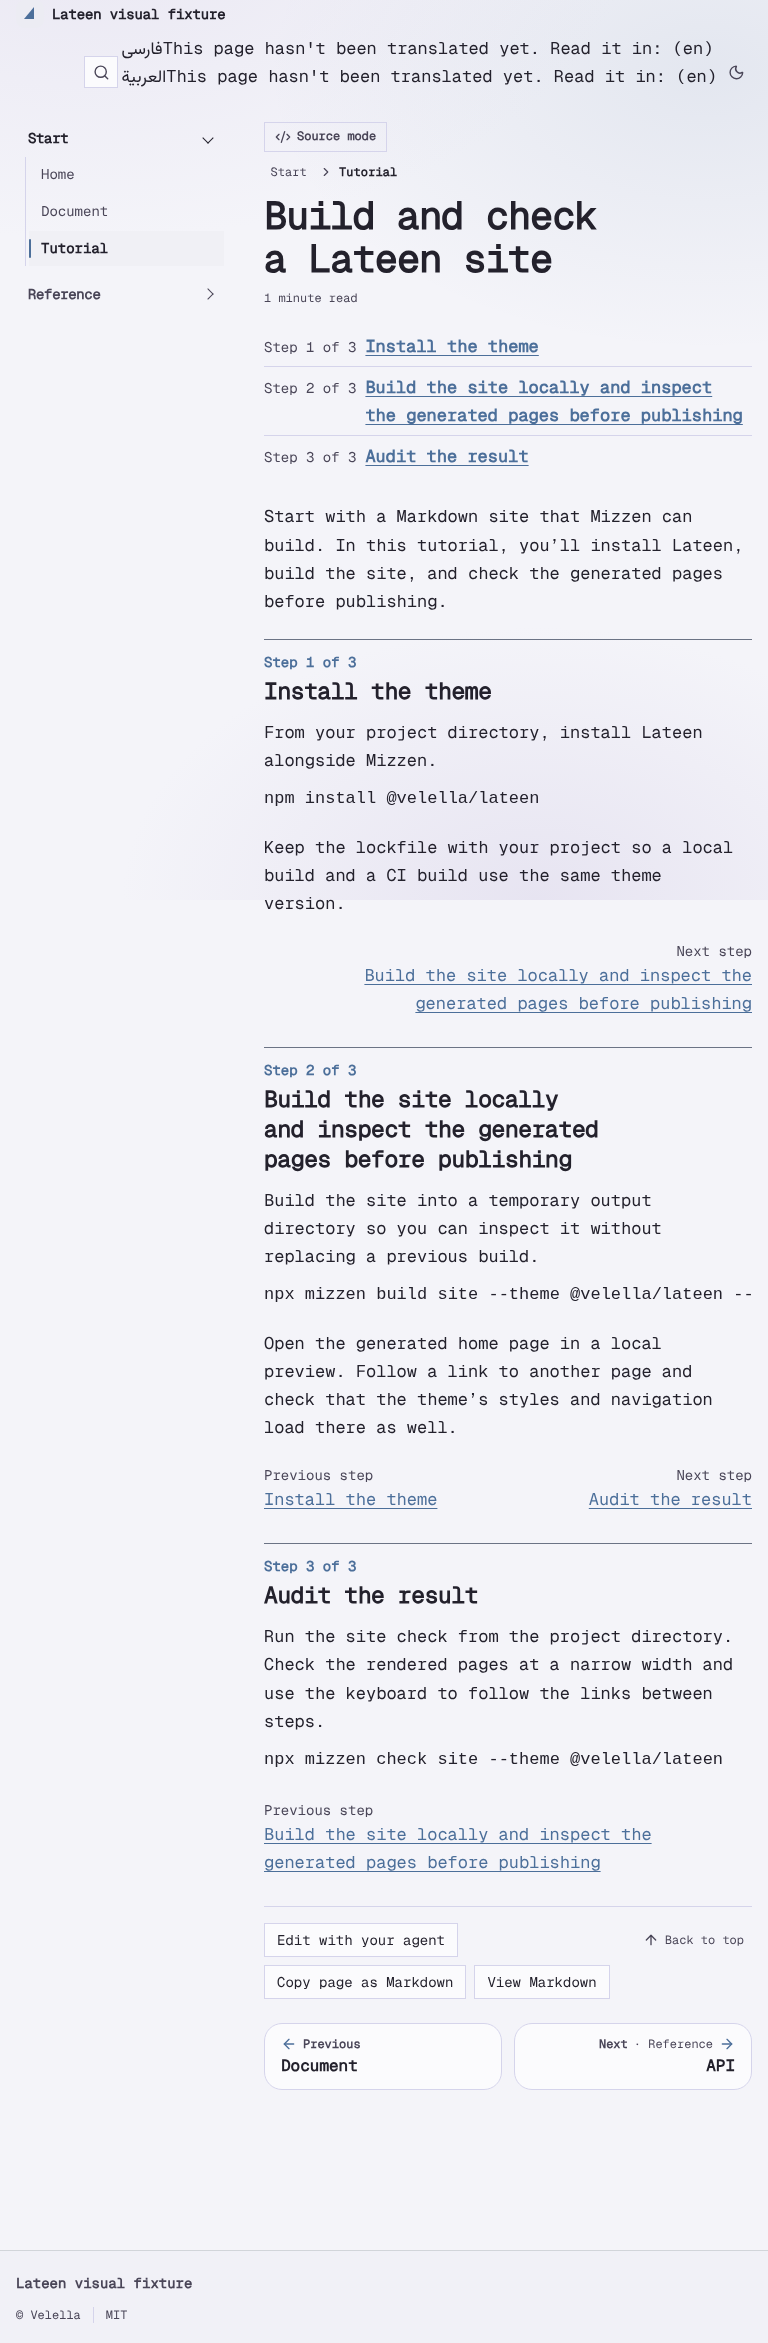 Lateen visual fixture
فارسیThis page hasn't been translated yet. Read it in: (en)
العربيةThis page hasn't been translated yet. Read it in: (en)
Start
Home
Document
Tutorial
Reference
Source mode
Start > Tutorial
Build and check
a Lateen site
1 minute read
Step 1 of 3 Install the theme
Step 2 of 3 Build the site locally and inspect
the generated pages before publishing
Step 3 of 3 Audit the result
Start with a Markdown site that Mizzen can
build. In this tutorial, you’ll install Lateen,
build the site, and check the generated pages
before publishing.
Step 1 of 3
Install the theme
From your project directory, install Lateen
alongside Mizzen.
npm install @velella/lateen
Keep the lockfile with your project so a local
build and a CI build use the same theme
version.
Next step
Build the site locally and inspect the
generated pages before publishing
Step 2 of 3
Build the site locally
and inspect the generated
pages before publishing
Build the site into a temporary output
directory so you can inspect it without
replacing a previous build.
npx mizzen build site --theme @velella/lateen --
Open the generated home page in a local
preview. Follow a link to another page and
check that the theme’s styles and navigation
load there as well.
Previous step
Install the theme
Next step
Audit the result
Step 3 of 3
Audit the result
Run the site check from the project directory.
Check the rendered pages at a narrow width and
use the keyboard to follow the links between
steps.
npx mizzen check site --theme @velella/lateen
Previous step
Build the site locally and inspect the
generated pages before publishing
Edit with your agent
Back to top
Copy page as Markdown
View Markdown
Previous
Document
Next · Reference
API
Lateen visual fixture
© Velella
MIT